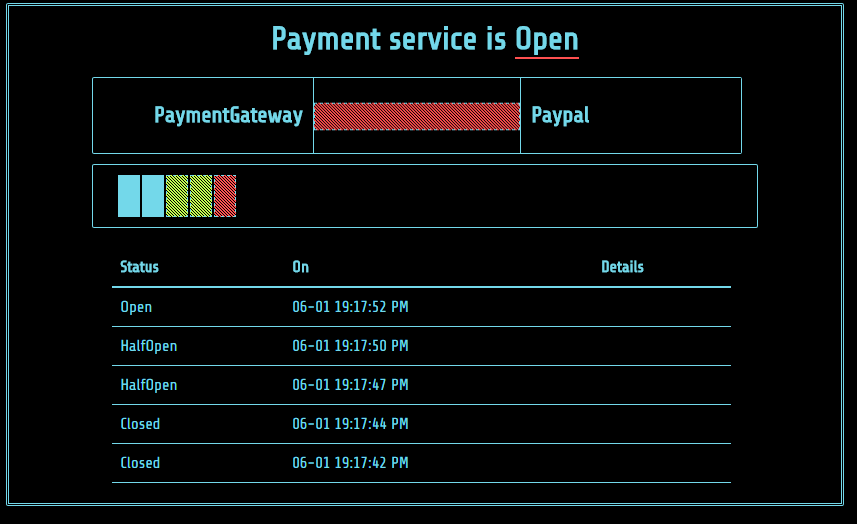 Payment service is Open
PaymentGateway Paypal
Status On Details
Open 06-01 19:17:52 PM
HalfOpen 06-01 19:17:50 PM
HalfOpen 06-01 19:17:47 PM
Closed 06-01 19:17:44 PM
Closed 06-01 19:17:42 PM